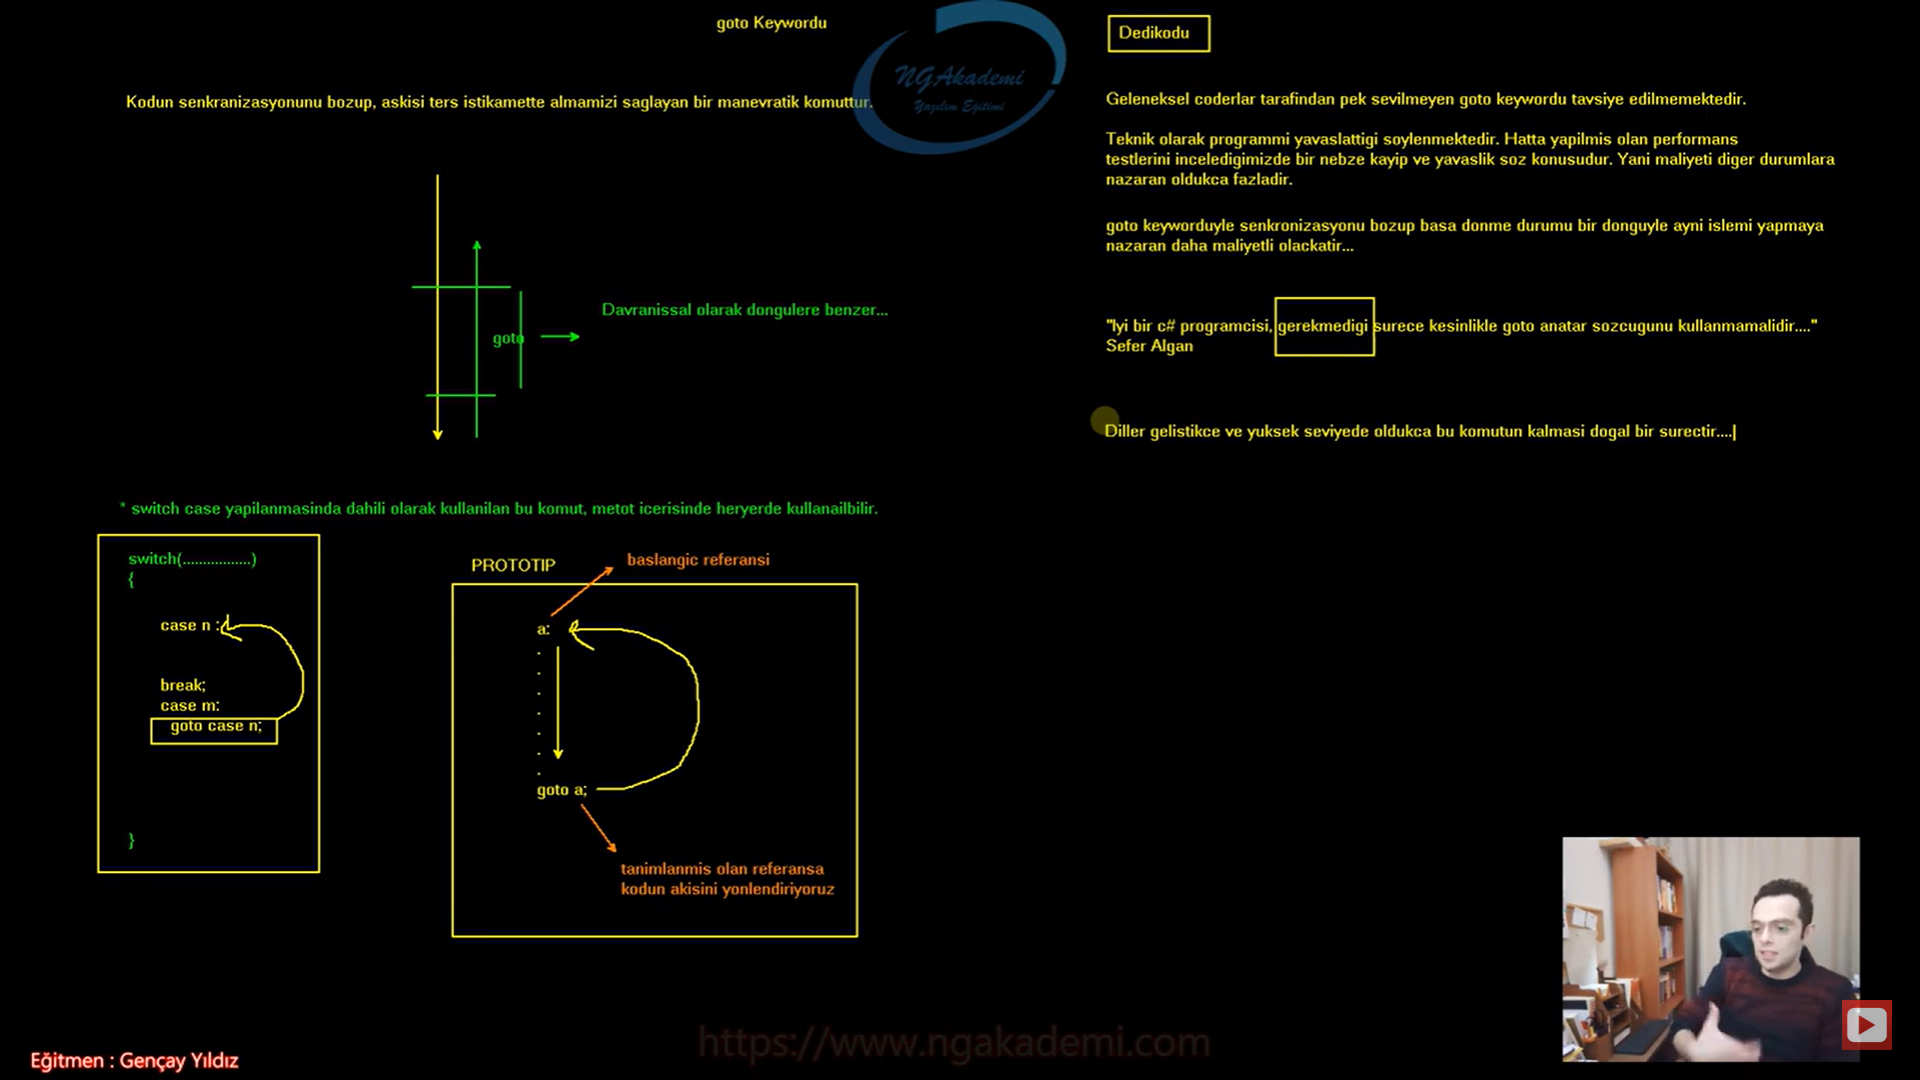 goto Keywordu
NGAkademi
Yazılım Eğitimi
Kodun senkranizasyonunu bozup, askisi ters istikamette almamizi saglayan bir manevratik komuttur.
goto
Davranissal olarak dongulere benzer...
* switch case yapilanmasinda dahili olarak kullanilan bu komut, metot icerisinde heryerde kullanailbilir.
switch(.................)
{
case n :
break;
case m:
goto case n;
}
PROTOTIP
baslangic referansi
a:
.
.
.
.
.
.
.
goto a;
tanimlanmis olan referansa
kodun akisini yonlendiriyoruz
Dedikodu
Geleneksel coderlar tarafindan pek sevilmeyen goto keywordu tavsiye edilmemektedir.
Teknik olarak programmi yavaslattigi soylenmektedir. Hatta yapilmis olan performans
testlerini inceledigimizde bir nebze kayip ve yavaslik soz konusudur. Yani maliyeti diger durumlara
nazaran oldukca fazladir.
goto keyworduyle senkronizasyonu bozup basa donme durumu bir donguyle ayni islemi yapmaya
nazaran daha maliyetli olackatir...
"Iyi bir c# programcisi, gerekmedigi surece kesinlikle goto anatar sozcugunu kullanmamalidir...."
Sefer Algan
Diller gelistikce ve yuksek seviyede oldukca bu komutun kalmasi dogal bir surectir....
https://www.ngakademi.com
Eğitmen : Gençay Yıldız